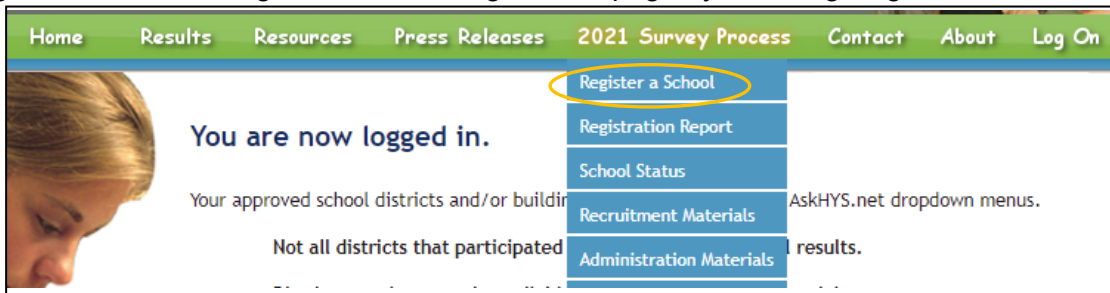 Home Results Resources Press Releases 2021 Survey Process Contact About Log On
Register a School
You are now logged in.
Registration Report
School Status
Your approved school districts and/or buildin AskHYS.net dropdown menus.
Recruitment Materials
Not all districts that participated results.
Administration Materials